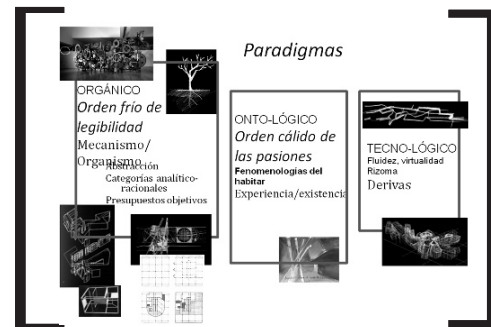 Paradigmas
ORGÁNICO
Orden frío de
legibilidad
Mecanismo/
Organismo
Abstracción
Categorías analítico-
racionales
Presupuestos objetivos
ONTO-LÓGICO
Orden cálido de
las pasiones
Fenomenologías del
habitar
Experiencia/existencia
TECNO-LÓGICO
Fluidez, virtualidad
Rizoma
Derivas